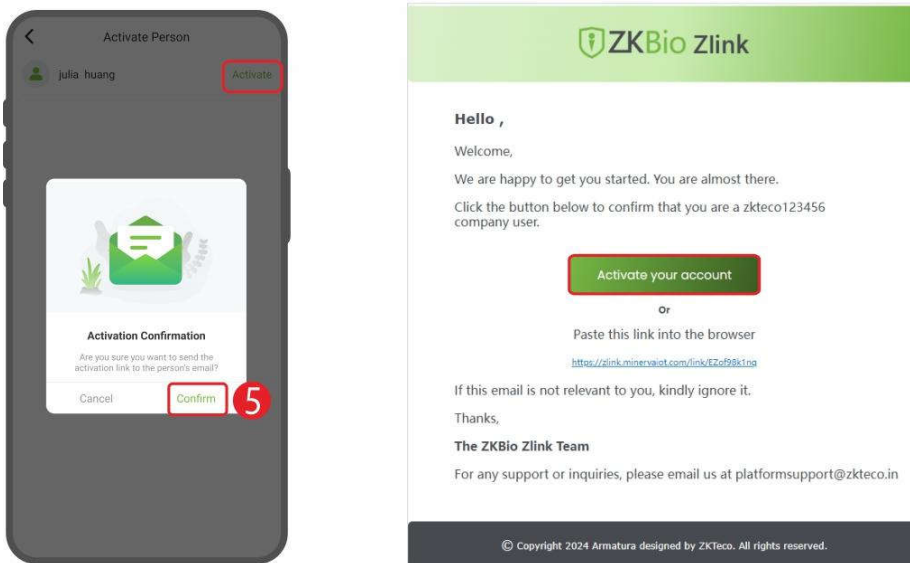 Activate Person
julia huang
Activate
Activation Confirmation
Are you sure you want to send the
activation link to the person's email?
Cancel
Confirm
5
ZKBio Zlink
Hello ,
Welcome,
We are happy to get you started. You are almost there.
Click the button below to confirm that you are a zkteco123456
company user.
Activate your account
Or
Paste this link into the browser
https://zlink.minervaiot.com/link/EZof98k1nq
If this email is not relevant to you, kindly ignore it.
Thanks,
The ZKBio Zlink Team
For any support or inquiries, please email us at platformsupport@zkteco.in
© Copyright 2024 Armatura designed by ZKTeco. All rights reserved.